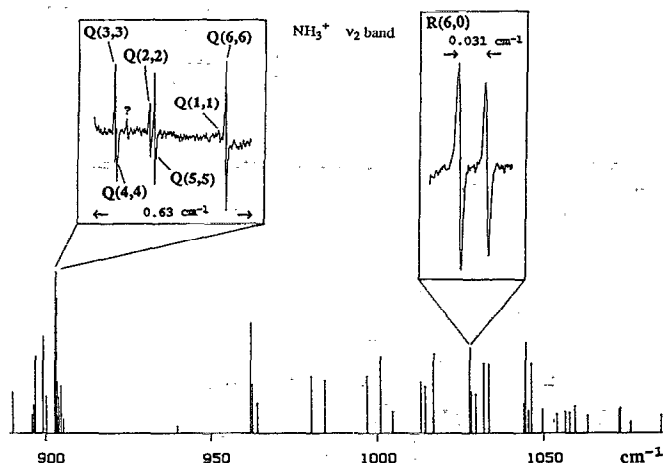 Q(3,3)
Q(2,2)
Q(6,6)
?
Q(1,1)
Q(4,4)
Q(5,5)
← 0.63 cm⁻¹ →
NH₃⁺ ν₂ band
R(6,0)
0.031 cm⁻¹
→ ←
900 950 1000 1050 cm⁻¹